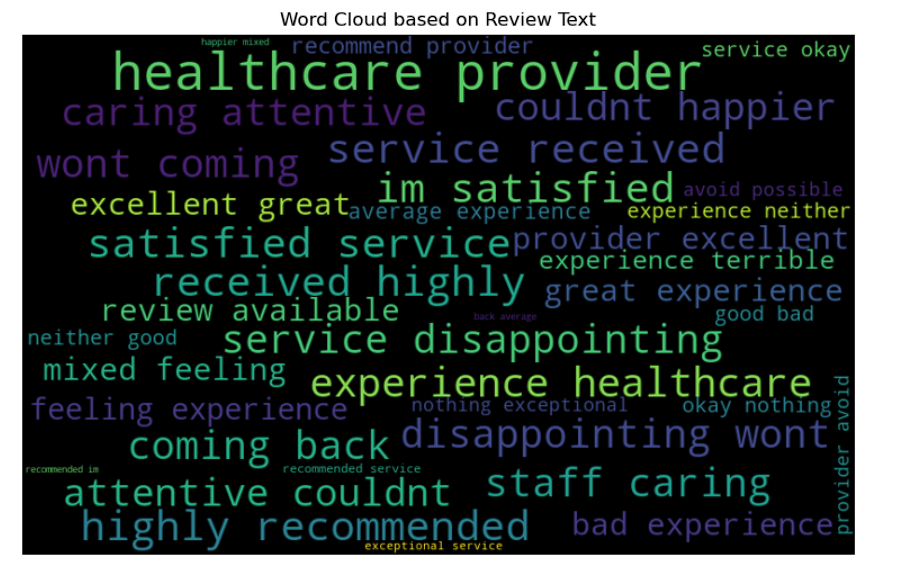 Word Cloud based on Review Text
happier mixed
recommend provider
service okay
healthcare provider
caring attentive
couldnt happier
service received
wont coming
im satisfied
avoid possible
excellent great
average experience
experience neither
satisfied service
provider excellent
experience terrible
received highly
great experience
review available
back average
good bad
neither good
service disappointing
mixed feeling
experience healthcare
feeling experience
nothing exceptional
okay nothing
provider avoid
coming back
disappointing wont
recommended im
recommended service
attentive couldnt
staff caring
highly recommended
bad experience
exceptional service